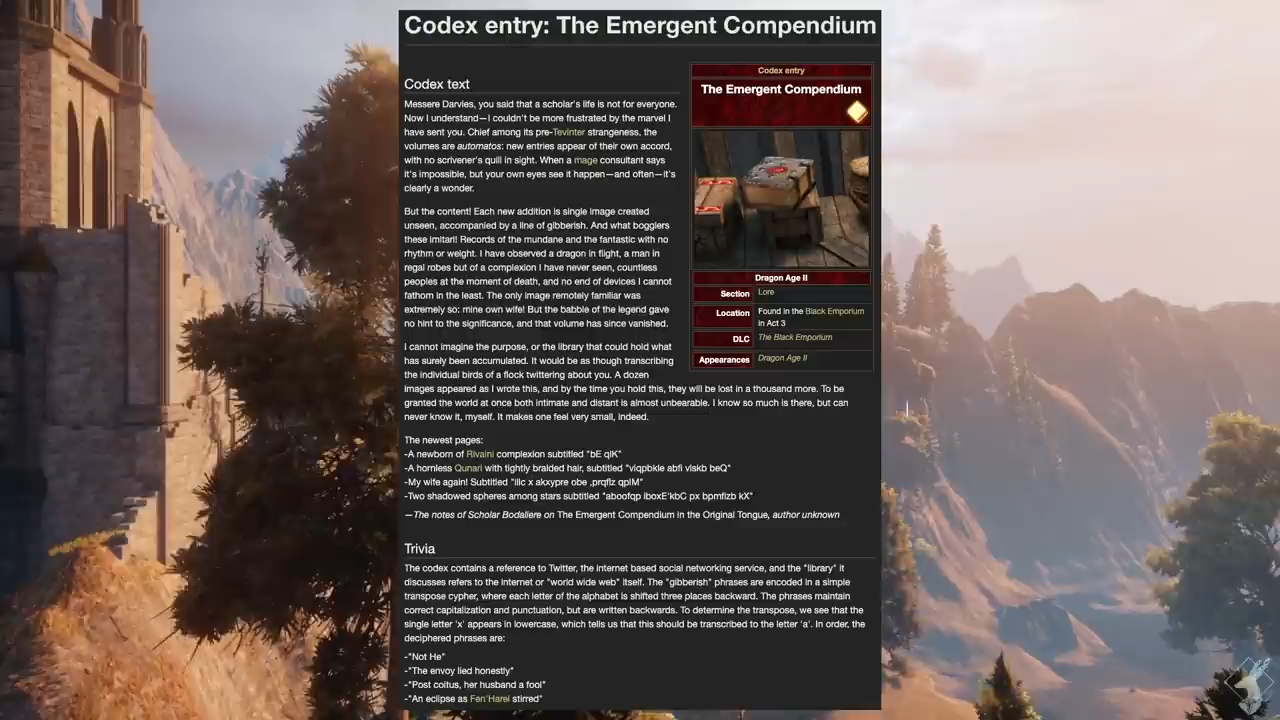 Codex entry: The Emergent Compendium
Codex text
Messere Darvies, you said that a scholar's life is not for everyone.
Now I understand—I couldn't be more frustrated by the marvel I
have sent you. Chief among its pre-Tevinter strangeness, the
volumes are automatos: new entries appear of their own accord,
with no scrivener's quill in sight. When a mage consultant says
it's impossible, but your own eyes see it happen—and often—it's
clearly a wonder.
But the content! Each new addition is single image created
unseen, accompanied by a line of gibberish. And what bogglers
these imitari! Records of the mundane and the fantastic with no
rhythm or weight. I have observed a dragon in flight, a man in
regal robes but of a complexion I have never seen, countless
peoples at the moment of death, and no end of devices I cannot
fathom in the least. The only image remotely familiar was
extremely so: mine own wife! But the babble of the legend gave
no hint to the significance, and that volume has since vanished.
I cannot imagine the purpose, or the library that could hold what
has surely been accumulated. It would be as though transcribing
the individual birds of a flock twittering about you. A dozen
images appeared as I wrote this, and by the time you hold this, they will be lost in a thousand more. To be
granted the world at once both intimate and distant is almost unbearable. I know so much is there, but can
never know it, myself. It makes one feel very small, indeed.
The newest pages:
-A newborn of Rivaini complexion subtitled "bE qlK"
-A hornless Qunari with tightly braided hair, subtitled "viqpbkle abfi vlskb beQ"
-My wife again! Subtitled "illc x akxypre obe ,prqflz qplM"
-Two shadowed spheres among stars subtitled "aboofqp iboxE'kbC px bpmfizb kX"
—The notes of Scholar Bodaliere on The Emergent Compendium in the Original Tongue, author unknown
Codex entry
The Emergent Compendium
Dragon Age II
Section Lore
Location Found in the Black Emporium
in Act 3
DLC The Black Emporium
Appearances Dragon Age II
Trivia
The codex contains a reference to Twitter, the internet based social networking service, and the "library" it
discusses refers to the internet or "world wide web" itself. The "gibberish" phrases are encoded in a simple
transpose cypher, where each letter of the alphabet is shifted three places backward. The phrases maintain
correct capitalization and punctuation, but are written backwards. To determine the transpose, we see that the
single letter 'x' appears in lowercase, which tells us that this should be transcribed to the letter 'a'. In order, the
deciphered phrases are:
-"Not He"
-"The envoy lied honestly"
-"Post coitus, her husband a fool"
-"An eclipse as Fen'Harel stirred"